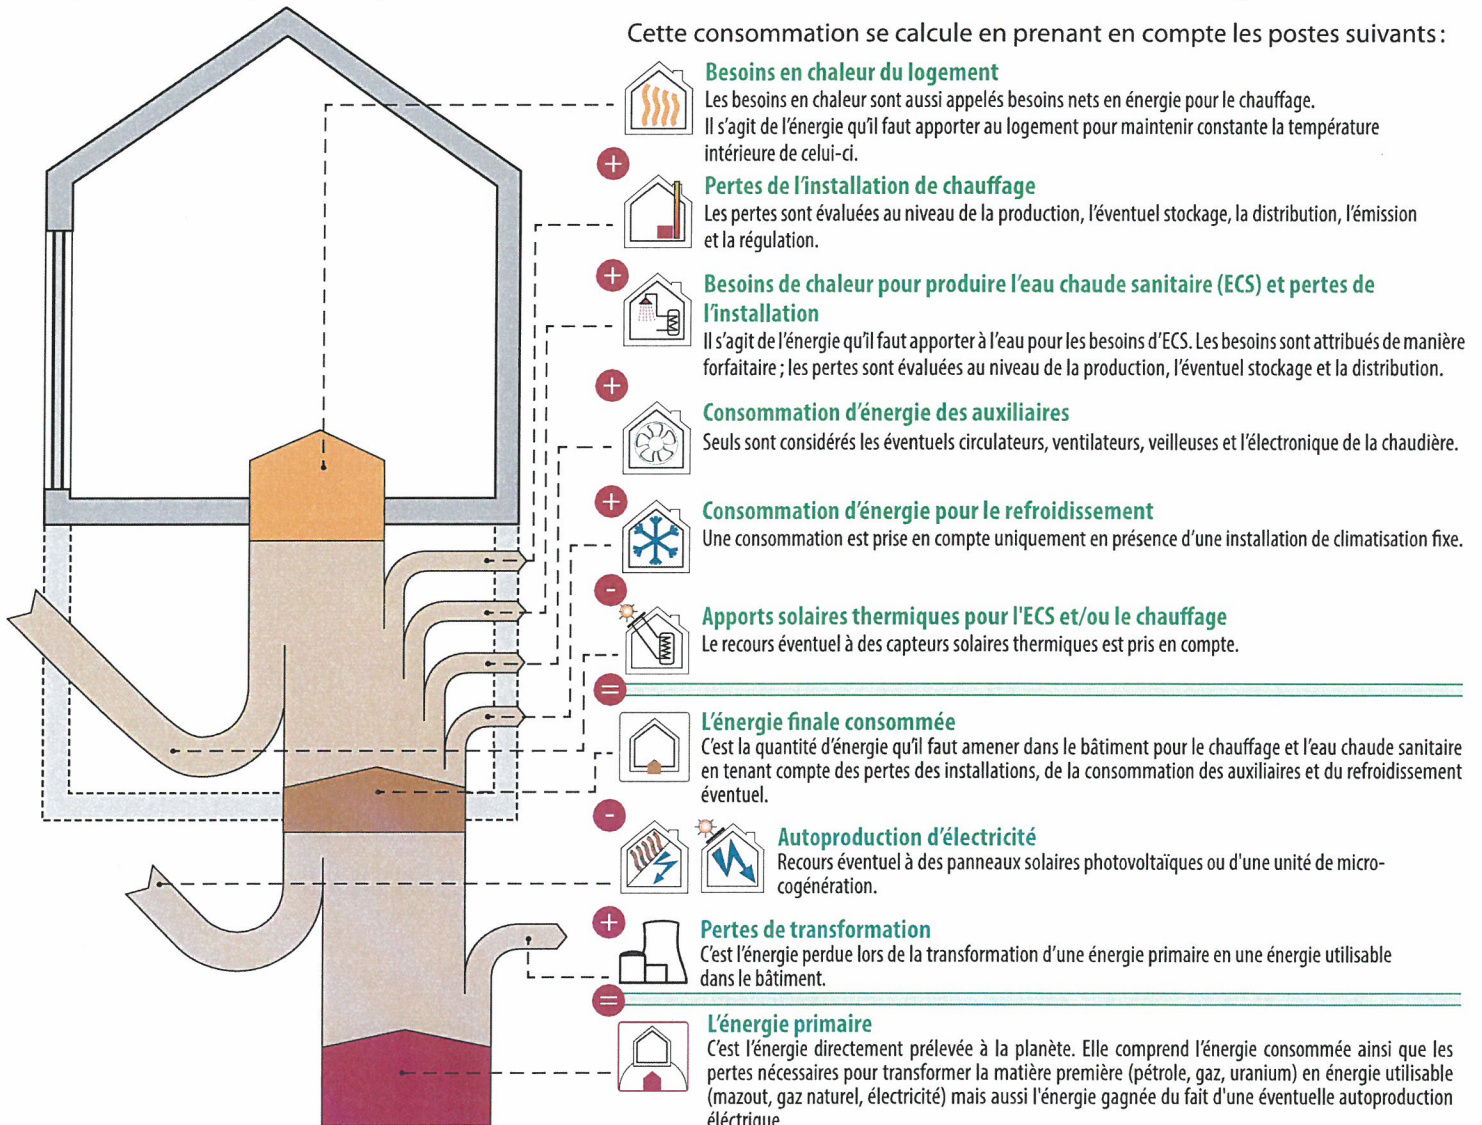 Cette consommation se calcule en prenant en compte les postes suivants :
Besoins en chaleur du logement
Les besoins en chaleur sont aussi appelés besoins nets en énergie pour le chauffage.
Il s'agit de l'énergie qu'il faut apporter au logement pour maintenir constante la température
intérieure de celui-ci.
+
Pertes de l'installation de chauffage
Les pertes sont évaluées au niveau de la production, l'éventuel stockage, la distribution, l'émission
et la régulation.
+
Besoins de chaleur pour produire l'eau chaude sanitaire (ECS) et pertes de
l'installation
Il s'agit de l'énergie qu'il faut apporter à l'eau pour les besoins d'ECS. Les besoins sont attribués de manière
forfaitaire ; les pertes sont évaluées au niveau de la production, l'éventuel stockage et la distribution.
+
Consommation d'énergie des auxiliaires
Seuls sont considérés les éventuels circulateurs, ventilateurs, veilleuses et l'électronique de la chaudière.
+
Consommation d'énergie pour le refroidissement
Une consommation est prise en compte uniquement en présence d'une installation de climatisation fixe.
-
Apports solaires thermiques pour l'ECS et/ou le chauffage
Le recours éventuel à des capteurs solaires thermiques est pris en compte.
=
L'énergie finale consommée
C'est la quantité d'énergie qu'il faut amener dans le bâtiment pour le chauffage et l'eau chaude sanitaire
en tenant compte des pertes des installations, de la consommation des auxiliaires et du refroidissement
éventuel.
-
Autoproduction d'électricité
Recours éventuel à des panneaux solaires photovoltaïques ou d'une unité de micro-
cogénération.
+
Pertes de transformation
C'est l'énergie perdue lors de la transformation d'une énergie primaire en une énergie utilisable
dans le bâtiment.
=
L'énergie primaire
C'est l'énergie directement prélevée à la planète. Elle comprend l'énergie consommée ainsi que les
pertes nécessaires pour transformer la matière première (pétrole, gaz, uranium) en énergie utilisable
(mazout, gaz naturel, électricité) mais aussi l'énergie gagnée du fait d'une éventuelle autoproduction
éléctrique